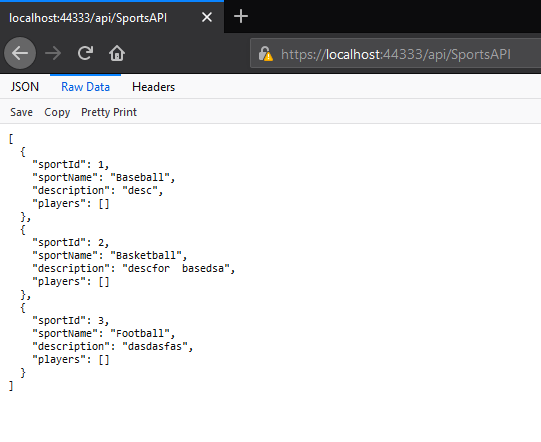 localhost:44333/api/SportsAPI
https://localhost:44333/api/SportsAPI
JSON Raw Data Headers
Save Copy Pretty Print
[
  {
    "sportId": 1,
    "sportName": "Baseball",
    "description": "desc",
    "players": []
  },
  {
    "sportId": 2,
    "sportName": "Basketball",
    "description": "descfor  basedsa",
    "players": []
  },
  {
    "sportId": 3,
    "sportName": "Football",
    "description": "dasdasfas",
    "players": []
  }
]